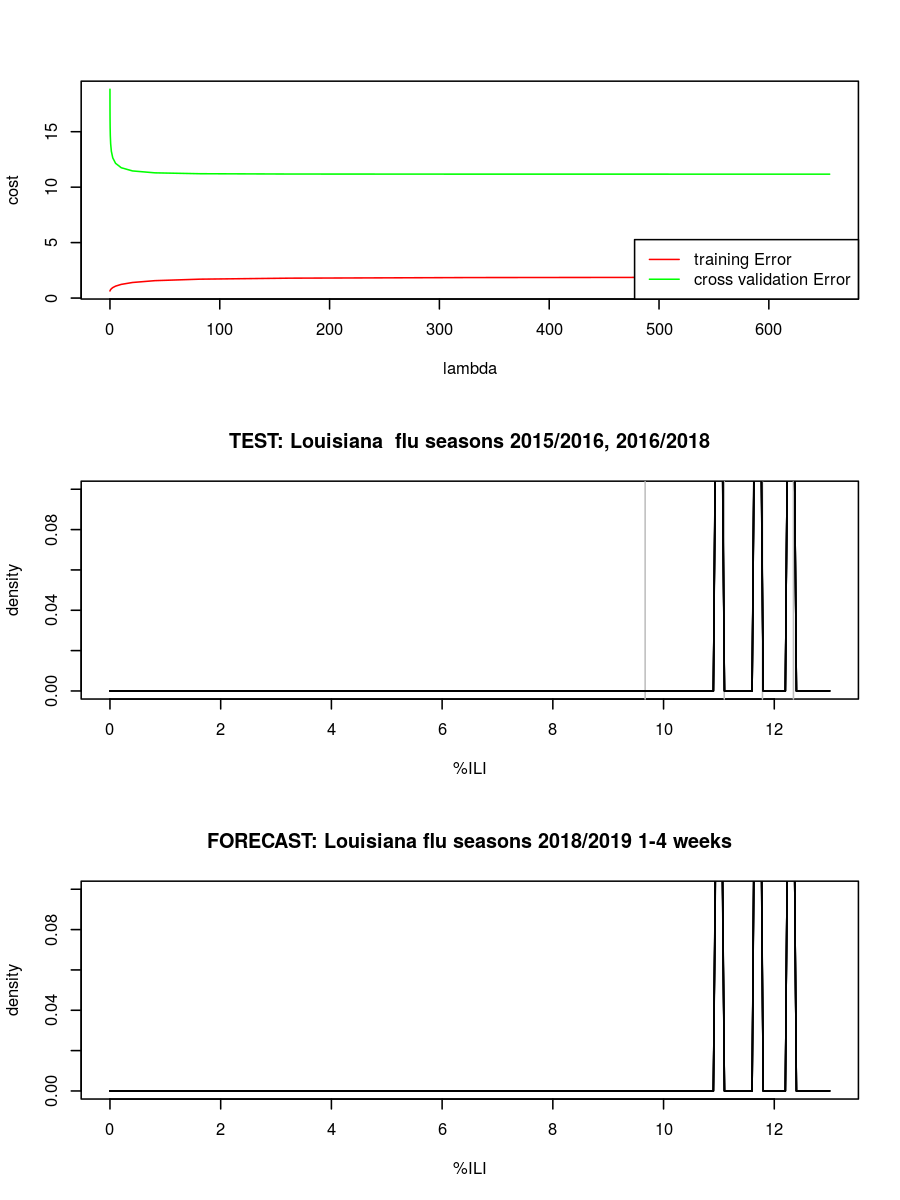 cost
15
10
5
0
training Error
cross validation Error
0 100 200 300 400 500 600
lambda
TEST: Louisiana  flu seasons 2015/2016, 2016/2018
density
0.08
0.04
0.00
0 2 4 6 8 10 12
%ILI
FORECAST: Louisiana flu seasons 2018/2019 1-4 weeks
density
0.08
0.04
0.00
0 2 4 6 8 10 12
%ILI